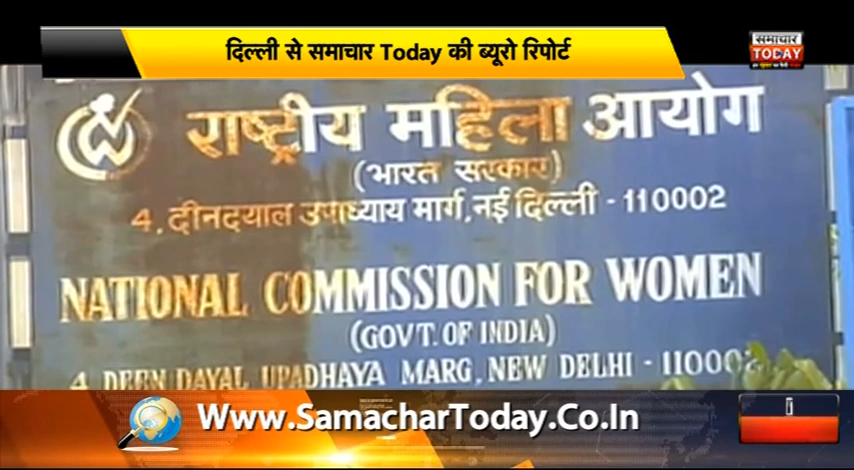 दिल्ली से समाचार Today की ब्यूरो रिपोर्ट
समाचार
TODAY
राष्ट्रीय महिला आयोग
(भारत सरकार)
4, दीनदयाल उपाध्याय मार्ग, नई दिल्ली - 110002
NATIONAL COMMISSION FOR WOMEN
(GOVT. OF INDIA)
4 DEEN DAYAL UPADHAYA MARG, NEW DELHI - 110002
Www.SamacharToday.Co.In